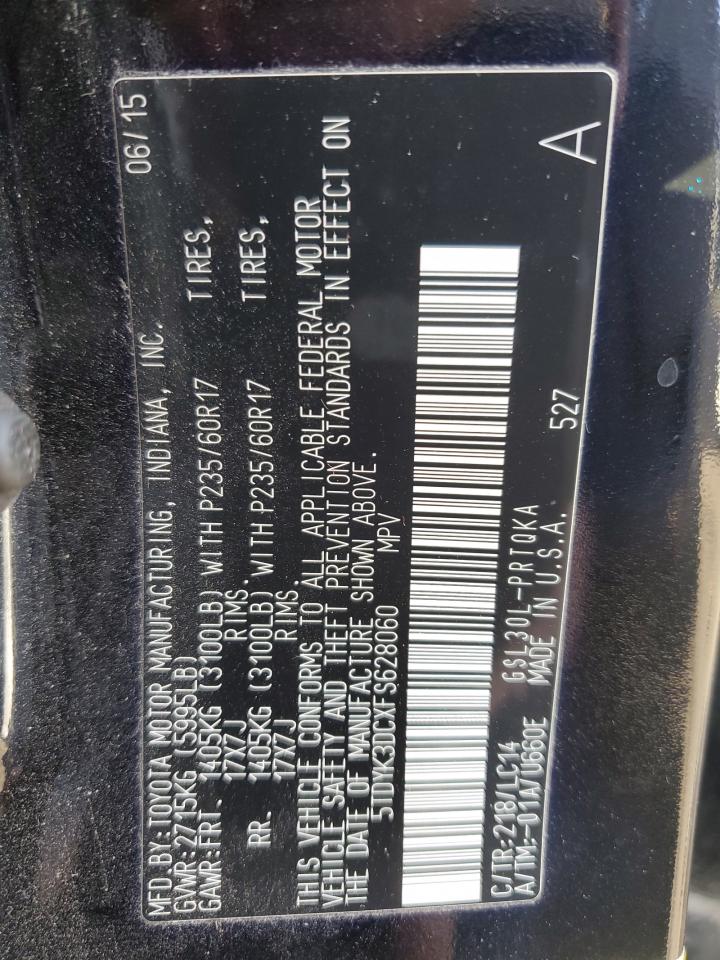 MFD.BY:TOYOTA MOTOR MANUFACTURING, INDIANA, INC. 06/15
GVWR:2715KG (5995LB)
GAWR:FRT. 1405KG (3100LB) WITH P235/60R17 TIRES,
17X7J RIMS.
RR. 1405KG (3100LB) WITH P235/60R17 TIRES,
17X7J RIMS.
THIS VEHICLE CONFORMS TO ALL APPLICABLE FEDERAL MOTOR
VEHICLE SAFETY AND THEFT PREVENTION STANDARDS IN EFFECT ON
THE DATE OF MANUFACTURE SHOWN ABOVE.
5TDYK3DCXFS628060 MPV
C/TR:218/LC14 GSL30L-PRTQKA
A/TM:-01A/U660E MADE IN U.S.A. 527 A